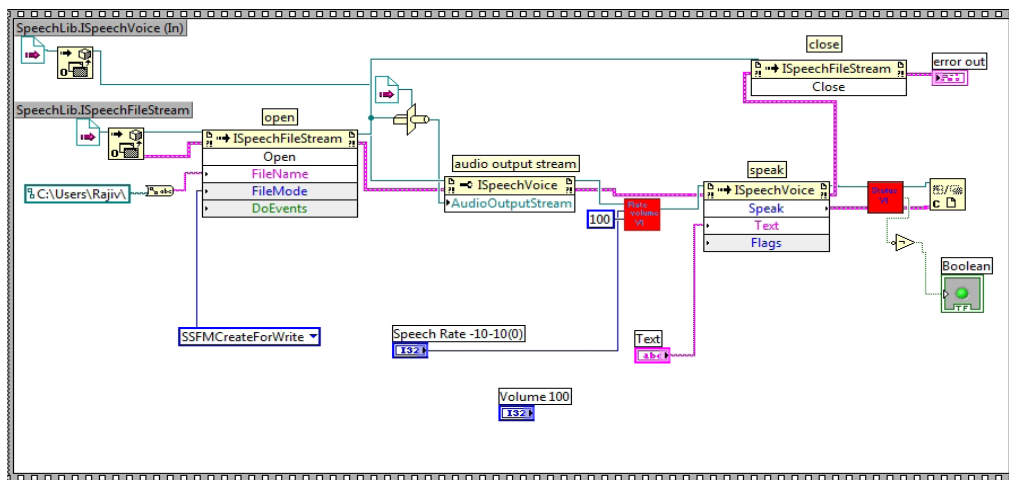 SpeechLib.ISpeechVoice (In)
SpeechLib.ISpeechFileStream
open
ISpeechFileStream
Open
FileName
FileMode
DoEvents
C:\Users\Rajiv\
abc
SSFMCreateForWrite
audio output stream
ISpeechVoice
AudioOutputStream
100
Rate
volume
VI
Speech Rate -10-10(0)
I32
Volume 100
I32
Text
abc
speak
ISpeechVoice
Speak
Text
Flags
close
ISpeechFileStream
Close
error out
Status
VI
C
Boolean
TF